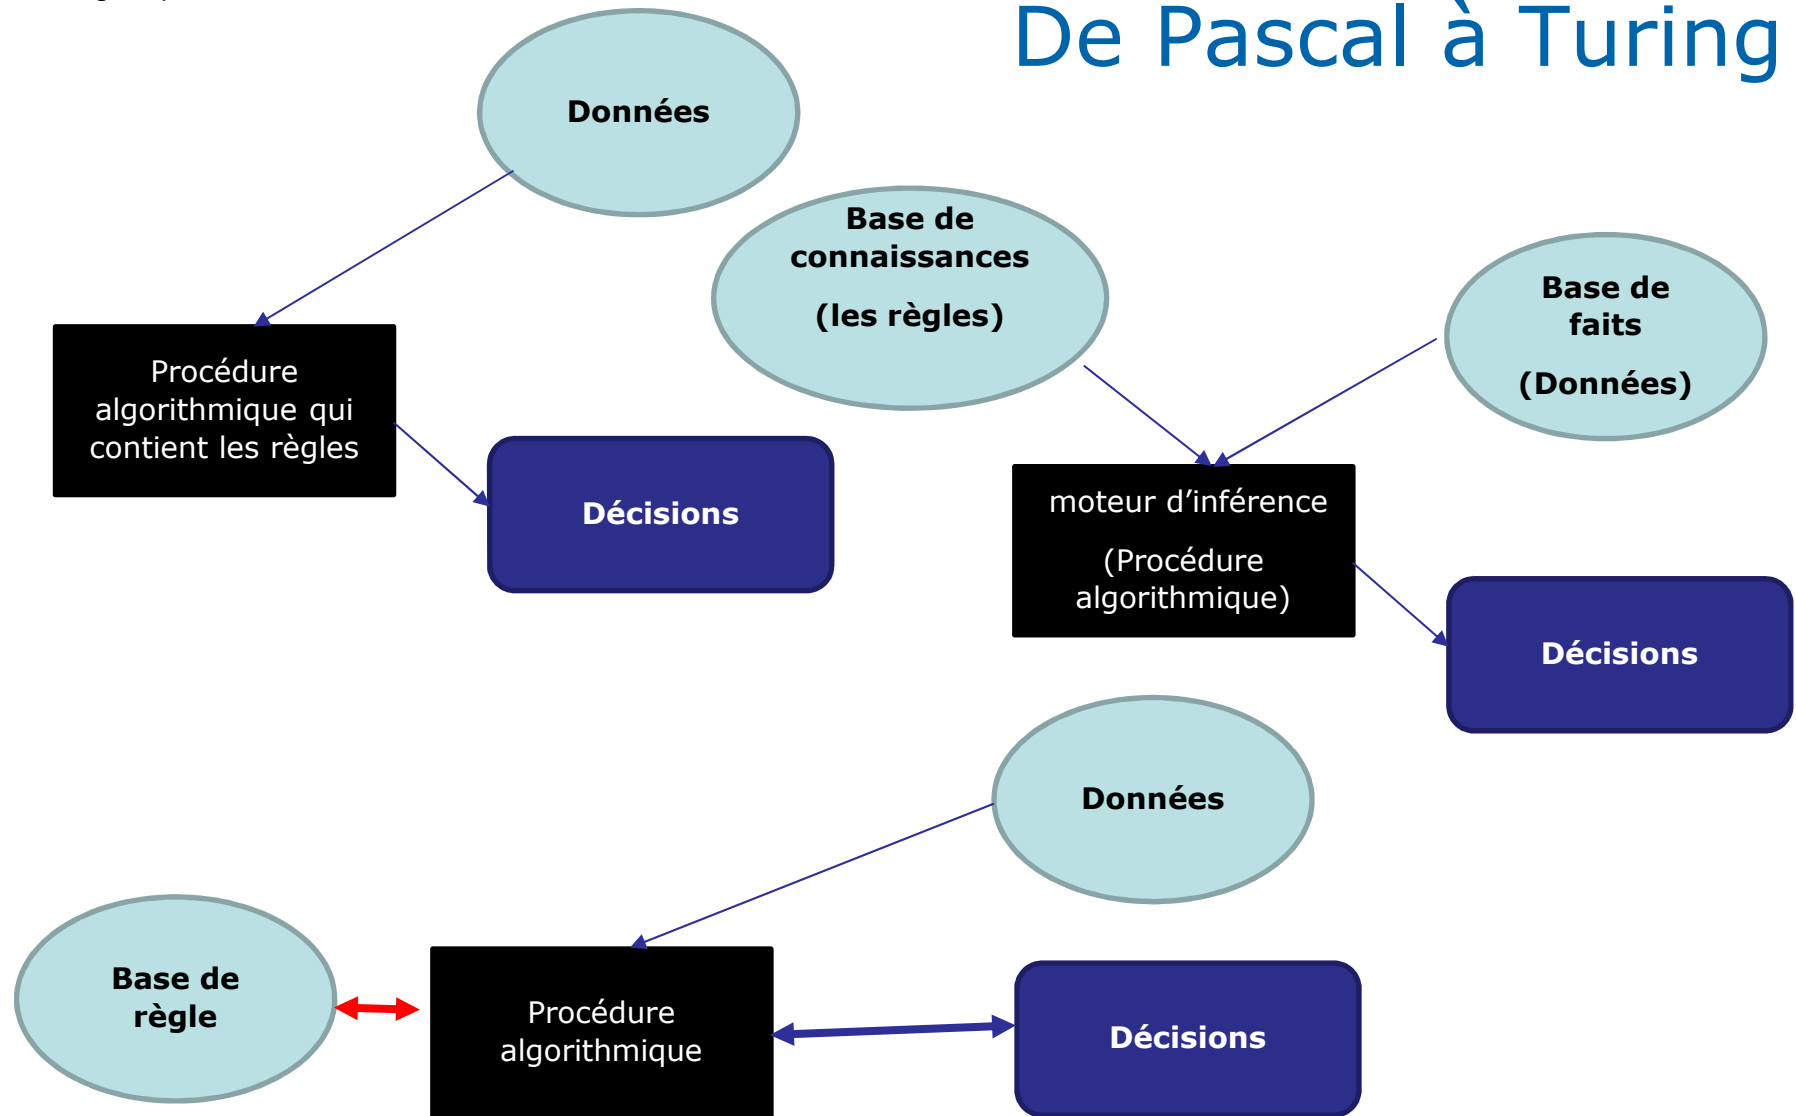 De Pascal à Turing
Données
Procédure
algorithmique qui
contient les règles
Décisions
Base de
connaissances
(les règles)
Base de
faits
(Données)
moteur d’inférence
(Procédure
algorithmique)
Décisions
Données
Base de
règle
Procédure
algorithmique
Décisions